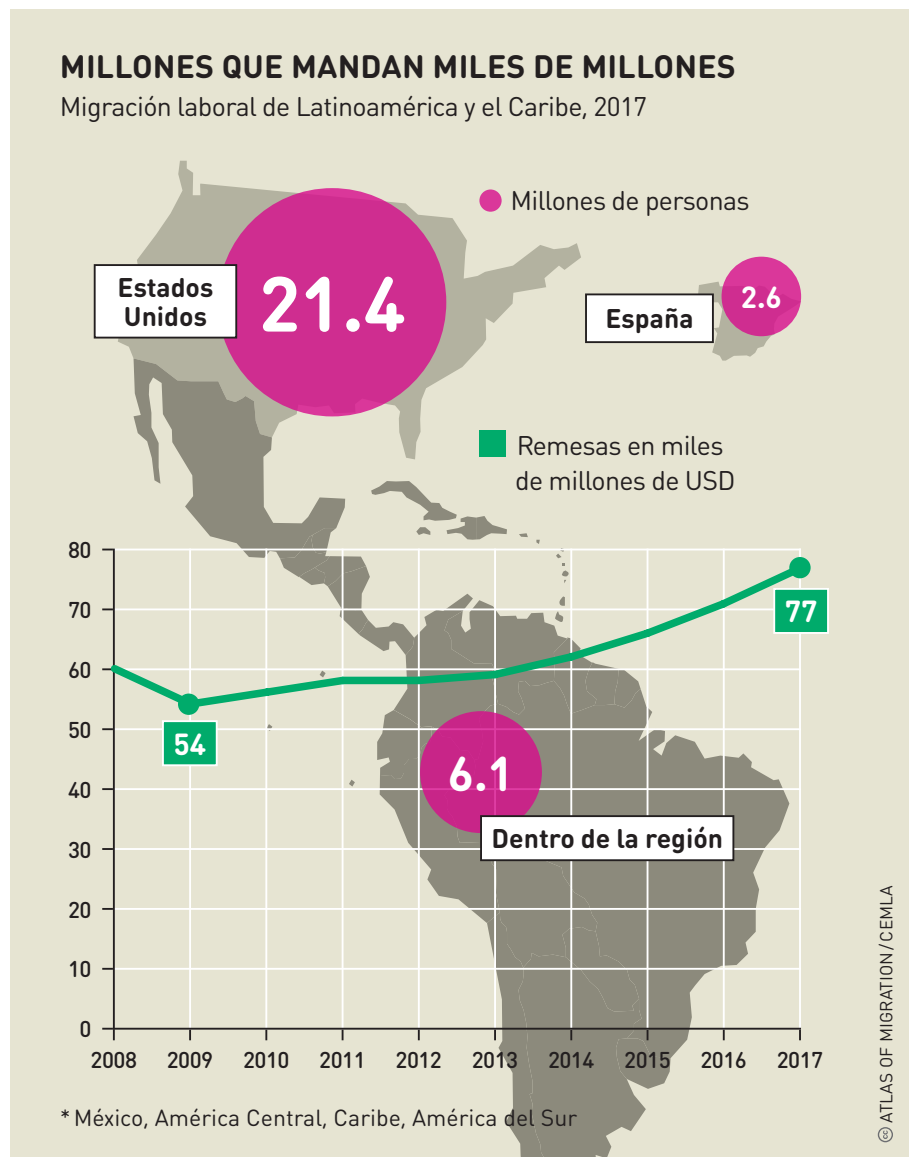 MILLONES QUE MANDAN MILES DE MILLONES
Migración laboral de Latinoamérica y el Caribe, 2017
Millones de personas
Estados
Unidos
21.4
España
2.6
Remesas en miles
de millones de USD
80
70
60
50
40
30
20
10
0
54
77
6.1
Dentro de la región
2008 2009 2010 2011 2012 2013 2014 2015 2016 2017
* México, América Central, Caribe, América del Sur
cc ATLAS OF MIGRATION / CEMLA